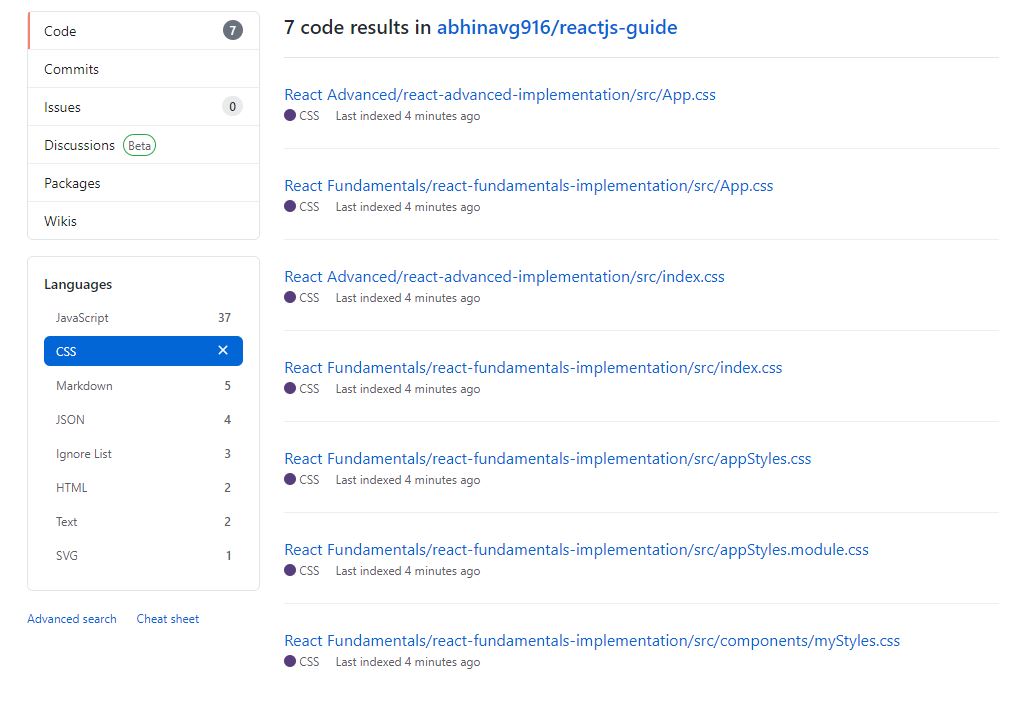 Code 7
Commits
Issues 0
Discussions Beta
Packages
Wikis
Languages
JavaScript 37
CSS ✕
Markdown 5
JSON 4
Ignore List 3
HTML 2
Text 2
SVG 1
Advanced search Cheat sheet
7 code results in abhinavg916/reactjs-guide
React Advanced/react-advanced-implementation/src/App.css
CSS Last indexed 4 minutes ago
React Fundamentals/react-fundamentals-implementation/src/App.css
CSS Last indexed 4 minutes ago
React Advanced/react-advanced-implementation/src/index.css
CSS Last indexed 4 minutes ago
React Fundamentals/react-fundamentals-implementation/src/index.css
CSS Last indexed 4 minutes ago
React Fundamentals/react-fundamentals-implementation/src/appStyles.css
CSS Last indexed 4 minutes ago
React Fundamentals/react-fundamentals-implementation/src/appStyles.module.css
CSS Last indexed 4 minutes ago
React Fundamentals/react-fundamentals-implementation/src/components/myStyles.css
CSS Last indexed 4 minutes ago